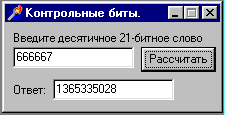 Контрольные биты.
Введите десятичное 21-битное слово
666667
Рассчитать
Ответ:
1365335028